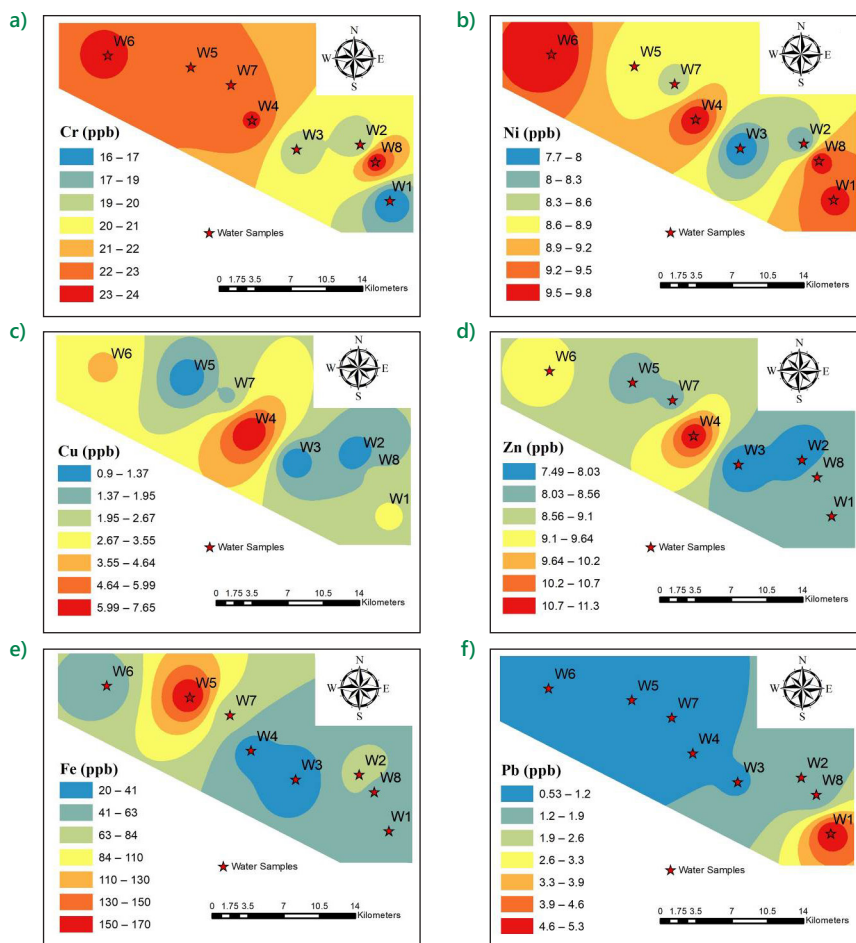 a)
W6
W5
W7
W4
W3
W2
W8
W1
N
W E
S
Cr (ppb)
16 – 17
17 – 19
19 – 20
20 – 21
21 – 22
22 – 23
23 – 24
Water Samples
0 1.75 3.5 7 10.5 14
Kilometers
b)
W6
W5
W7
W4
W3
W2
W8
W1
N
W E
S
Ni (ppb)
7.7 – 8
8 – 8.3
8.3 – 8.6
8.6 – 8.9
8.9 – 9.2
9.2 – 9.5
9.5 – 9.8
Water Samples
0 1.75 3.5 7 10.5 14
Kilometers
c)
W6
W5
W7
W4
W3
W2
W8
W1
N
W E
S
Cu (ppb)
0.9 – 1.37
1.37 – 1.95
1.95 – 2.67
2.67 – 3.55
3.55 – 4.64
4.64 – 5.99
5.99 – 7.65
Water Samples
0 1.75 3.5 7 10.5 14
Kilometers
d)
W6
W5
W7
W4
W3
W2
W8
W1
N
W E
S
Zn (ppb)
7.49 – 8.03
8.03 – 8.56
8.56 – 9.1
9.1 – 9.64
9.64 – 10.2
10.2 – 10.7
10.7 – 11.3
Water Samples
0 1.75 3.5 7 10.5 14
Kilometers
e)
W6
W5
W7
W4
W3
W2
W8
W1
N
W E
S
Fe (ppb)
20 – 41
41 – 63
63 – 84
84 – 110
110 – 130
130 – 150
150 – 170
Water Samples
0 1.75 3.5 7 10.5 14
Kilometers
f)
W6
W5
W7
W4
W3
W2
W8
W1
N
W E
S
Pb (ppb)
0.53 – 1.2
1.2 – 1.9
1.9 – 2.6
2.6 – 3.3
3.3 – 3.9
3.9 – 4.6
4.6 – 5.3
Water Samples
0 1.75 3.5 7 10.5 14
Kilometers